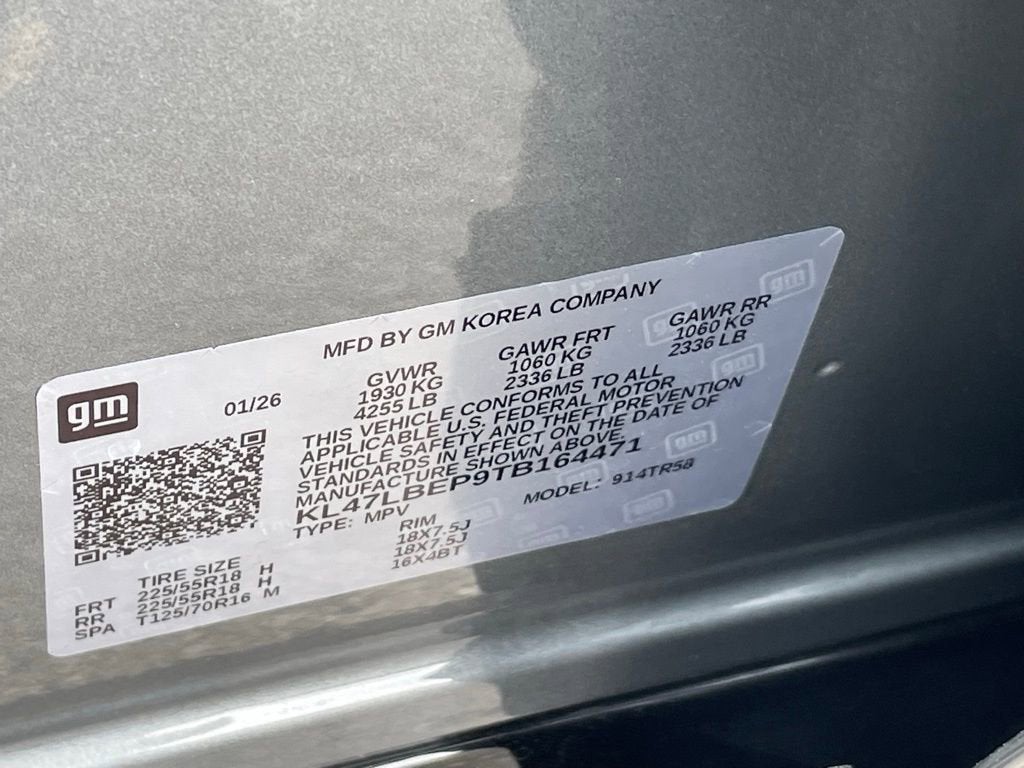 MFD BY GM KOREA COMPANY
gm
01/26
GVWR GAWR FRT GAWR RR
1930 KG 1060 KG 1060 KG
4255 LB 2336 LB 2336 LB
THIS VEHICLE CONFORMS TO ALL
APPLICABLE U.S. FEDERAL MOTOR
VEHICLE SAFETY AND THEFT PREVENTION
STANDARDS IN EFFECT ON THE DATE OF
MANUFACTURE SHOWN ABOVE.
KL47LBEP9TB164471
TYPE: MPV MODEL: 914TR58
TIRE SIZE RIM
FRT 225/55R18 H 18X7.5J
RR 225/55R18 H 18X7.5J
SPA T125/70R16 M 16X4BT